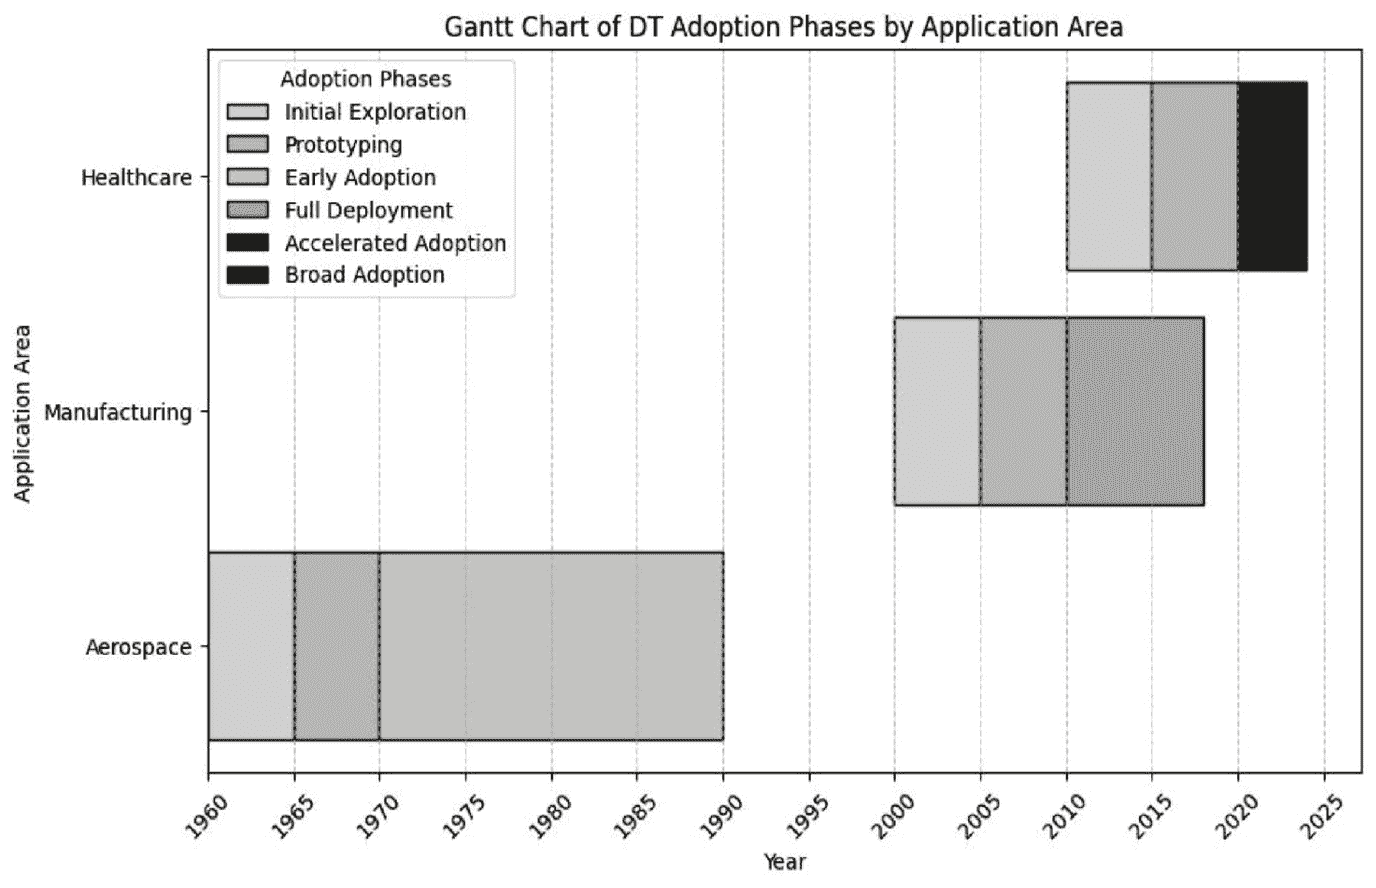 Gantt Chart of DT Adoption Phases by Application Area
Adoption Phases
Initial Exploration
Prototyping
Early Adoption
Full Deployment
Accelerated Adoption
Broad Adoption
Application Area
Healthcare
Manufacturing
Aerospace
1960 1965 1970 1975 1980 1985 1990 1995 2000 2005 2010 2015 2020 2025
Year